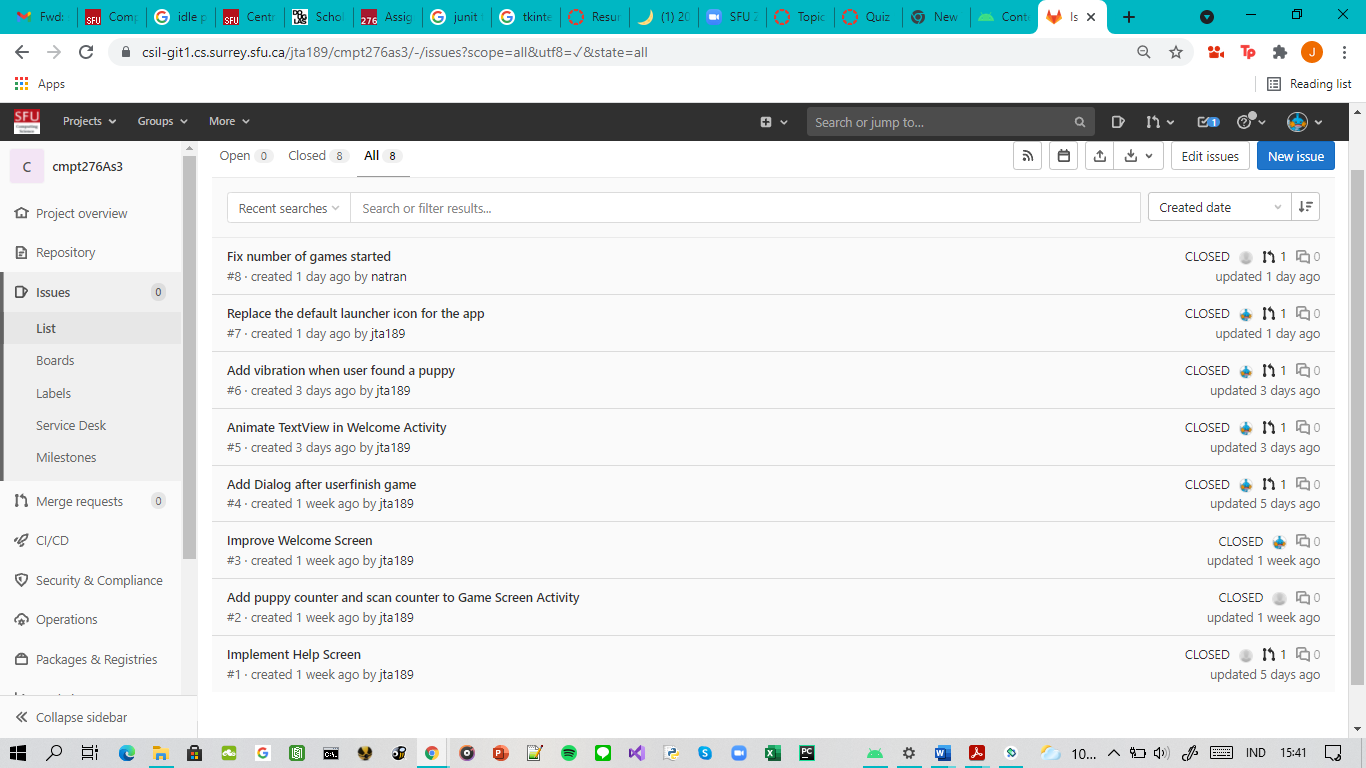 Fwd:
Comp
idle p
Centr
Schol
276 Assig
junit
tkinte
Resur
(1) 20
SFU Z
Topic
Quiz
New
Conte
Is
csil-git1.cs.surrey.sfu.ca/jta189/cmpt276as3/-/issues?scope=all&utf8=✓&state=all
Apps
Reading list
SFU Computing Science Projects Groups More Search or jump to... 1
C cmpt276As3
Project overview
Repository
Issues 0
List
Boards
Labels
Service Desk
Milestones
Merge requests 0
CI/CD
Security & Compliance
Operations
Packages & Registries
Collapse sidebar
Open 0 Closed 8 All 8 Edit issues New issue
Recent searches Search or filter results... Created date
Fix number of games started CLOSED 1 0
#8 · created 1 day ago by natran updated 1 day ago
Replace the default launcher icon for the app CLOSED 1 0
#7 · created 1 day ago by jta189 updated 1 day ago
Add vibration when user found a puppy CLOSED 1 0
#6 · created 3 days ago by jta189 updated 3 days ago
Animate TextView in Welcome Activity CLOSED 1 0
#5 · created 3 days ago by jta189 updated 3 days ago
Add Dialog after userfinish game CLOSED 1 0
#4 · created 1 week ago by jta189 updated 5 days ago
Improve Welcome Screen CLOSED 0
#3 · created 1 week ago by jta189 updated 1 week ago
Add puppy counter and scan counter to Game Screen Activity CLOSED 0
#2 · created 1 week ago by jta189 updated 1 week ago
Implement Help Screen CLOSED 1 0
#1 · created 1 week ago by jta189 updated 5 days ago
10... IND 15:41